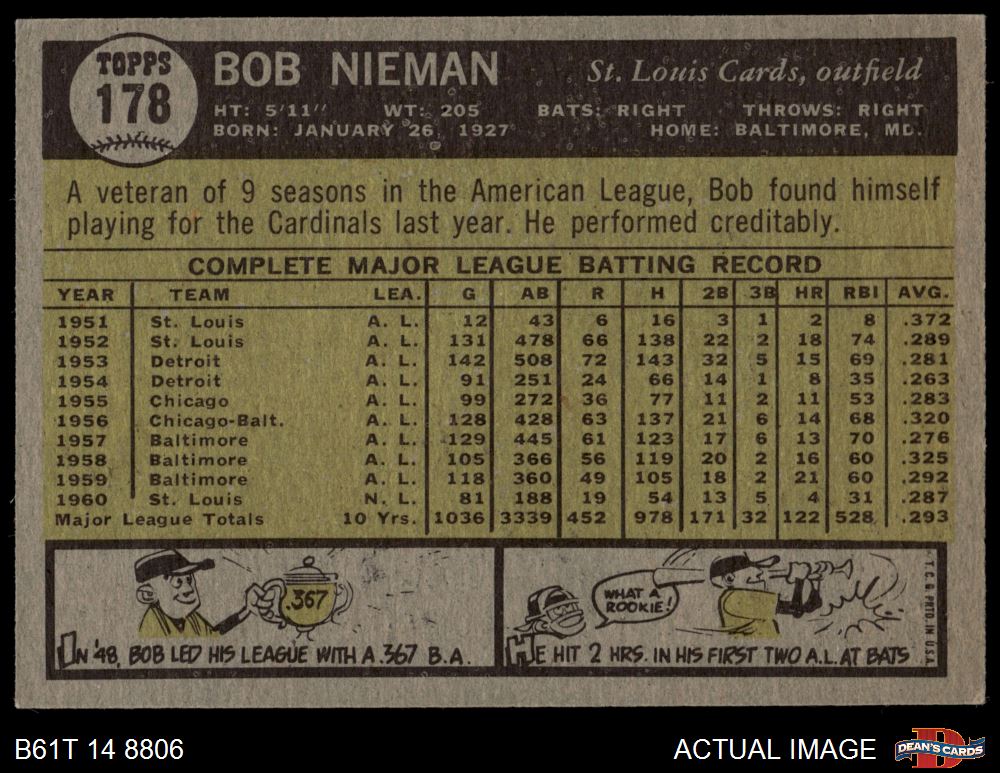 TOPPS
178
BOB NIEMAN
St. Louis Cards, outfield
HT: 5'11" WT: 205 BATS: RIGHT THROWS: RIGHT
BORN: JANUARY 26, 1927 HOME: BALTIMORE, MD.
A veteran of 9 seasons in the American League, Bob found himself
playing for the Cardinals last year. He performed creditably.
COMPLETE MAJOR LEAGUE BATTING RECORD
YEAR TEAM LEA. G AB R H 2B 3B HR RBI AVG.
1951 St. Louis A. L. 12 43 6 16 3 1 2 8 .372
1952 St. Louis A. L. 131 478 66 138 22 2 18 74 .289
1953 Detroit A. L. 142 508 72 143 32 5 15 69 .281
1954 Detroit A. L. 91 251 24 66 14 1 8 35 .263
1955 Chicago A. L. 99 272 36 77 11 2 11 53 .283
1956 Chicago-Balt. A. L. 128 428 63 137 21 6 14 68 .320
1957 Baltimore A. L. 129 445 61 123 17 6 13 70 .276
1958 Baltimore A. L. 105 366 56 119 20 2 16 60 .325
1959 Baltimore A. L. 118 360 49 105 18 2 21 60 .292
1960 St. Louis N. L. 81 188 19 54 13 5 4 31 .287
Major League Totals 10 Yrs. 1036 3339 452 978 171 32 122 528 .293
.367
IN '48, BOB LED HIS LEAGUE WITH A .367 B.A.
WHAT A
ROOKIE!
HE HIT 2 HRS. IN HIS FIRST TWO A.L. AT BATS
T.C.G. PRTD. IN U.S.A.
B61T 14 8806
ACTUAL IMAGE
D
DEAN'S CARDS